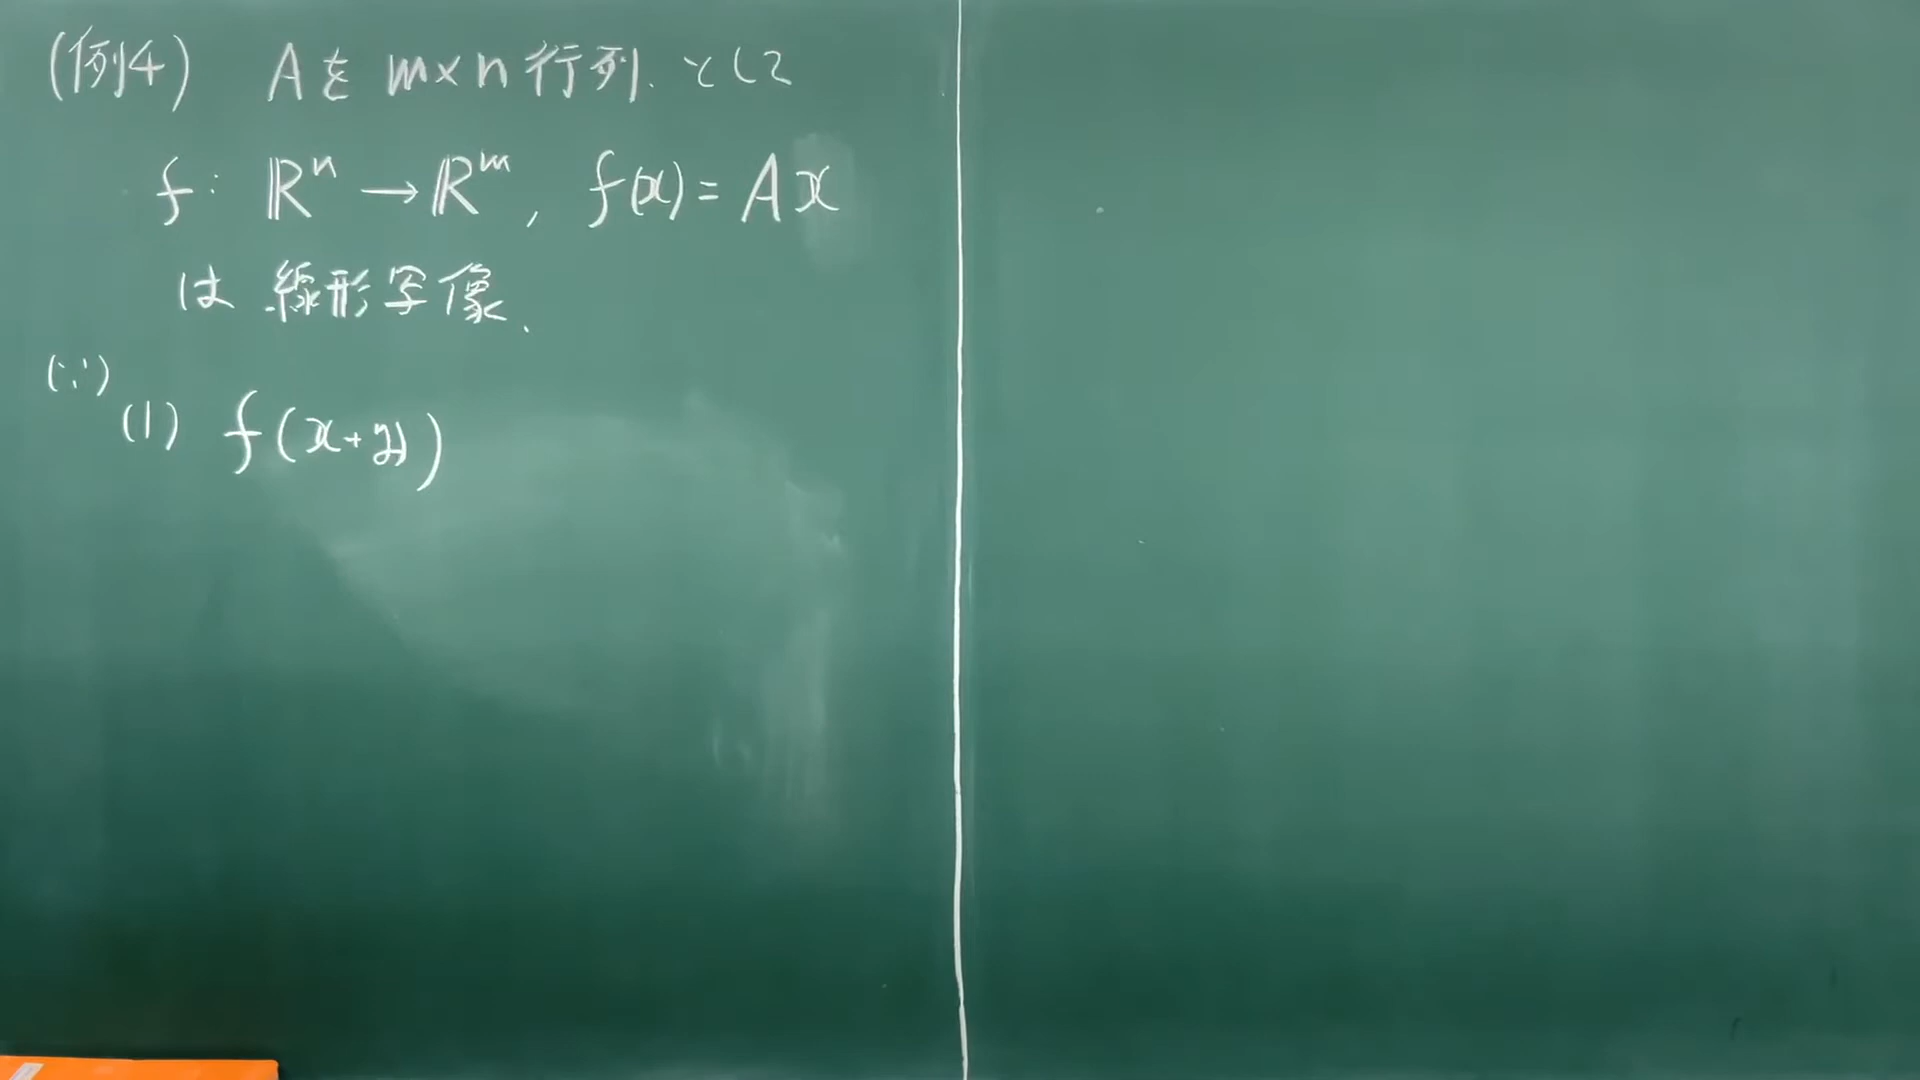 (例4) Aを m×n 行列. として
f: ℝⁿ → ℝᵐ, f(x) = Ax
は 線形写像.
(∵)
(1) f(x+y)